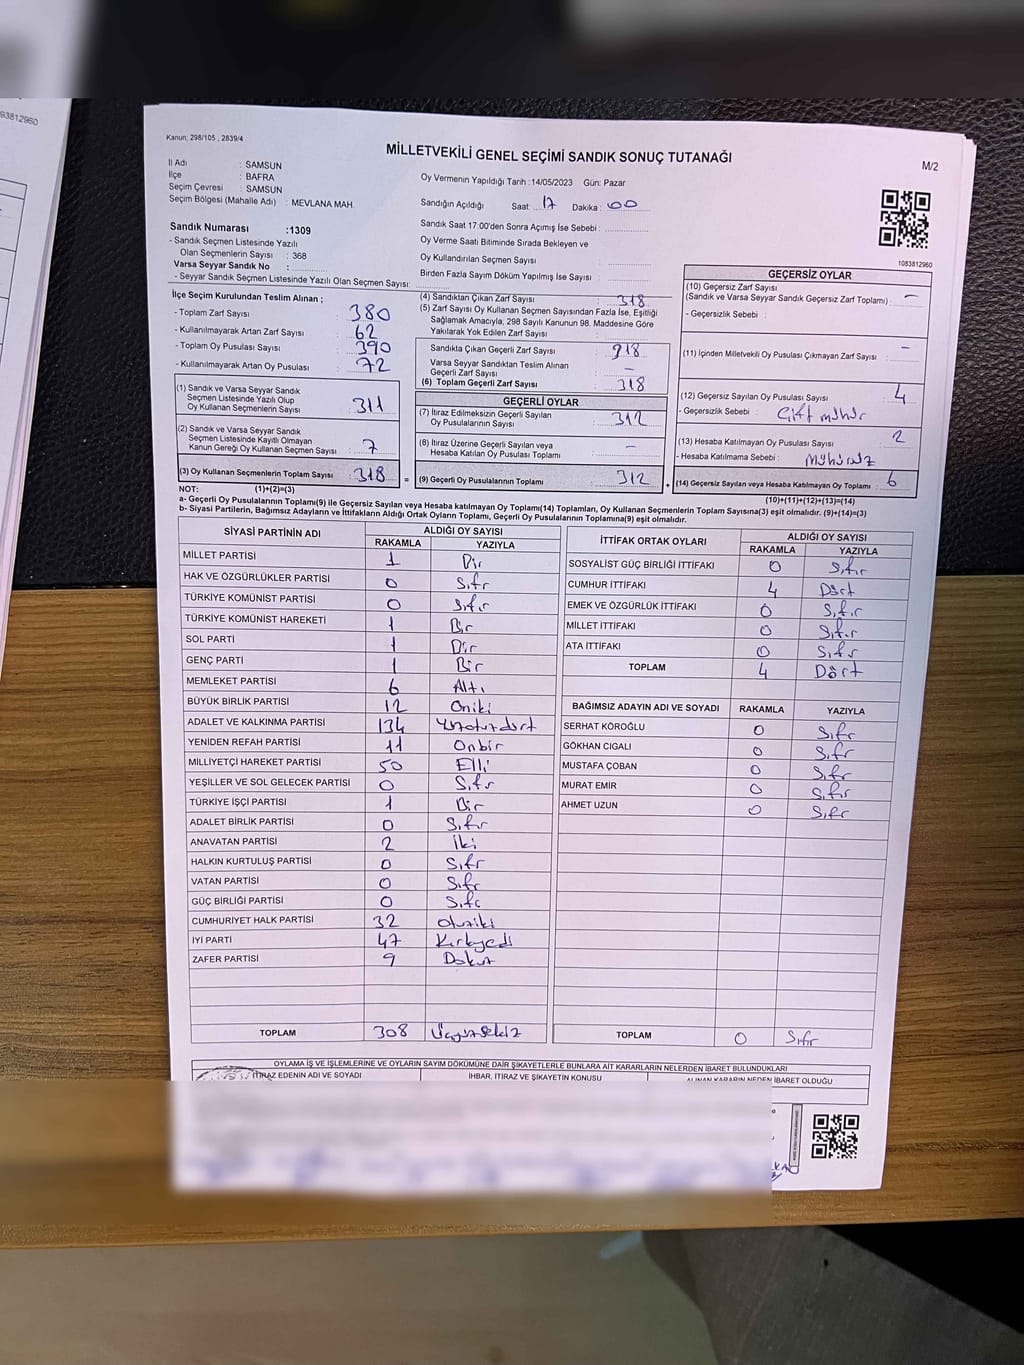 93812960
Kanun: 298/105 , 2839/4
MİLLETVEKİLİ GENEL SEÇİMİ SANDIK SONUÇ TUTANAĞI
M/2
İl Adı : SAMSUN
İlçe : BAFRA
Seçim Çevresi : SAMSUN
Seçim Bölgesi (Mahalle Adı) : MEVLANA MAH.
Oy Vermenin Yapıldığı Tarih :14/05/2023 Gün: Pazar
Sandığın Açıldığı Saat: 17 Dakika : 00
Sandık Numarası :1309
- Sandık Seçmen Listesinde Yazılı
Olan Seçmenlerin Sayısı : 368
Varsa Seyyar Sandık No :
- Seyyar Sandık Seçmen Listesinde Yazılı Olan Seçmen Sayısı:
Sandık Saat 17:00'den Sonra Açımış İse Sebebi :
Oy Verme Saati Bitiminde Sırada Bekleyen ve
Oy Kullandırılan Seçmen Sayısı :
Birden Fazla Sayım Döküm Yapılmış İse Sayısı :
1083812960
İlçe Seçim Kurulundan Teslim Alınan ;
- Toplam Zarf Sayısı : 380
- Kullanılmayarak Artan Zarf Sayısı : 62
- Toplam Oy Pusulası Sayısı : 390
- Kullanılmayarak Artan Oy Pusulası : 72
(1) Sandık ve Varsa Seyyar Sandık
Seçmen Listesinde Yazılı Olup
Oy Kullanan Seçmenlerin Sayısı : 311
(2) Sandık ve Varsa Seyyar Sandık
Seçmen Listesinde Kayıtlı Olmayan
Kanun Gereği Oy Kullanan Seçmen Sayısı : 7
(3) Oy Kullanan Seçmenlerin Toplam Sayısı : 318
(1)+(2)=(3)
(4) Sandıktan Çıkan Zarf Sayısı : 318
(5) Zarf Sayısı Oy Kullanan Seçmen Sayısından Fazla İse, Eşitliği
Sağlamak Amacıyla; 298 Sayılı Kanunun 98. Maddesine Göre
Yakılarak Yok Edilen Zarf Sayısı :
Sandıkta Çıkan Geçerli Zarf Sayısı : 918
Varsa Seyyar Sandıktan Teslim Alınan
Geçerli Zarf Sayısı : -
(6) Toplam Geçerli Zarf Sayısı : 318
GEÇERLİ OYLAR
(7) İtiraz Edilmeksizin Geçerli Sayılan
Oy Pusulalarının Sayısı : 312
(8) İtiraz Üzerine Geçerli Sayılan veya
Hesaba Katılan Oy Pusulası Toplamı : -
= (9) Geçerli Oy Pusulalarının Toplamı : 312 +
GEÇERSİZ OYLAR
(10) Geçersiz Zarf Sayısı
(Sandık ve Varsa Seyyar Sandık Geçersiz Zarf Toplamı) : -
- Geçersizlik Sebebi :
(11) İçinden Milletvekili Oy Pusulası Çıkmayan Zarf Sayısı : -
(12) Geçersiz Sayılan Oy Pusulası Sayısı : 4
- Geçersizlik Sebebi : Çift mühür
(13) Hesaba Katılmayan Oy Pusulası Sayısı : 2
- Hesaba Katılmama Sebebi : Mühürsüz
(14) Geçersiz Sayılan veya Hesaba Katılmayan Oy Toplamı : 6
(10)+(11)+(12)+(13)=(14)
NOT:
a- Geçerli Oy Pusulalarının Toplamı(9) ile Geçersiz Sayılan veya Hesaba katılmayan Oy Toplamı(14) Toplamları, Oy Kullanan Seçmenlerin Toplam Sayısına(3) eşit olmalıdır. (9)+(14)=(3)
b- Siyasi Partilerin, Bağımsız Adayların ve İttifakların Aldığı Ortak Oyların Toplamı, Geçerli Oy Pusulalarının Toplamına(9) eşit olmalıdır.
SİYASİ PARTİNİN ADI ALDIĞI OY SAYISI
RAKAMLA YAZIYLA
MİLLET PARTİSİ 1 Bir
HAK VE ÖZGÜRLÜKLER PARTİSİ 0 Sıfır
TÜRKİYE KOMÜNİST PARTİSİ 0 Sıfır
TÜRKİYE KOMÜNİST HAREKETİ 1 Bir
SOL PARTİ 1 Bir
GENÇ PARTİ 1 Bir
MEMLEKET PARTİSİ 6 Altı
BÜYÜK BİRLİK PARTİSİ 12 Oniki
ADALET VE KALKINMA PARTİSİ 134 Yüzotuzdört
YENİDEN REFAH PARTİSİ 11 Onbir
MİLLİYETÇİ HAREKET PARTİSİ 50 Elli
YEŞİLLER VE SOL GELECEK PARTİSİ 0 Sıfır
TÜRKİYE İŞÇİ PARTİSİ 1 Bir
ADALET BİRLİK PARTİSİ 0 Sıfır
ANAVATAN PARTİSİ 2 İki
HALKIN KURTULUŞ PARTİSİ 0 Sıfır
VATAN PARTİSİ 0 Sıfır
GÜÇ BİRLİĞİ PARTİSİ 0 Sıfır
CUMHURİYET HALK PARTİSİ 32 Otuziki
İYİ PARTİ 47 Kırkyedi
ZAFER PARTİSİ 9 Dokuz
TOPLAM 308 Üçyüzsekiz
İTTİFAK ORTAK OYLARI ALDIĞI OY SAYISI
RAKAMLA YAZIYLA
SOSYALİST GÜÇ BİRLİĞİ İTTİFAKI 0 Sıfır
CUMHUR İTTİFAKI 4 Dört
EMEK VE ÖZGÜRLÜK İTTİFAKI 0 Sıfır
MİLLET İTTİFAKI 0 Sıfır
ATA İTTİFAKI 0 Sıfır
TOPLAM 4 Dört
BAĞIMSIZ ADAYIN ADI VE SOYADI RAKAMLA YAZIYLA
SERHAT KÖROĞLU 0 Sıfır
GÖKHAN CIGALI 0 Sıfır
MUSTAFA ÇOBAN 0 Sıfır
MURAT EMİR 0 Sıfır
AHMET UZUN 0 Sıfır
TOPLAM 0 Sıfır
OYLAMA İŞ VE İŞLEMLERİNE VE OYLARIN SAYIM DÖKÜMÜNE DAİR ŞİKAYETLERLE BUNLARA AİT KARARLARIN NELERDEN İBARET BULUNDUKLARI
İTİRAZ EDENİN ADI VE SOYADI İHBAR, İTİRAZ VE ŞİKAYETİN KONUSU ALINAN KARARIN NEDEN İBARET OLDUĞU